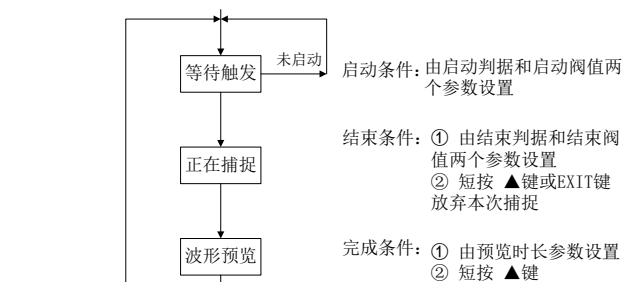 等待触发
未启动
启动条件：由启动判据和启动阀值两
个参数设置
正在捕捉
结束条件：① 由结束判据和结束阀
值两个参数设置
② 短按 ▲键或EXIT键
放弃本次捕捉
波形预览
完成条件：① 由预览时长参数设置
② 短按 ▲键